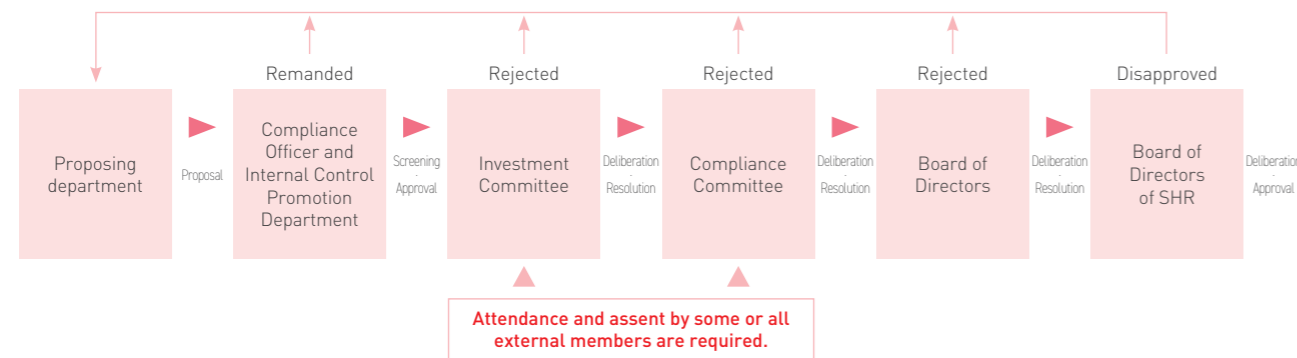 Remanded
Rejected
Rejected
Rejected
Disapproved
Proposing
department
Proposal
Compliance
Officer and
Internal Control
Promotion
Department
Screening
-
Approval
Investment
Committee
Deliberation
-
Resolution
Compliance
Committee
Deliberation
-
Resolution
Board of
Directors
Deliberation
-
Resolution
Board of
Directors
of SHR
Deliberation
-
Approval
Attendance and assent by some or all
external members are required.